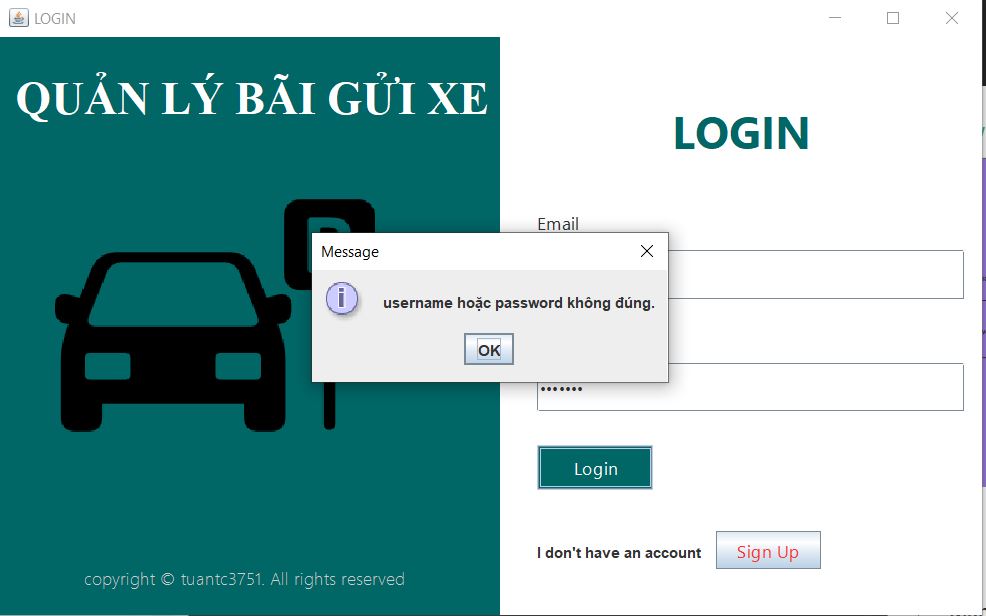 LOGIN
QUẢN LÝ BÃI GỬI XE
LOGIN
Email
Message
username hoặc password không đúng.
OK
Login
I don't have an account
Sign Up
copyright © tuantc3751. All rights reserved